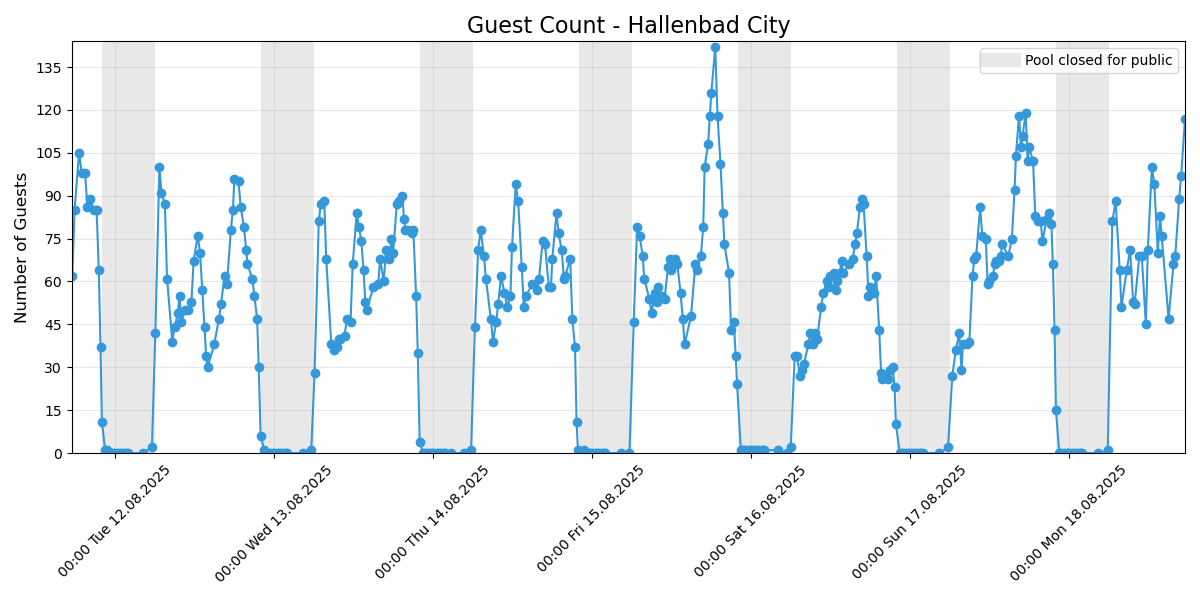 Guest Count - Hallenbad City
Pool closed for public
Number of Guests
135
120
105
90
75
60
45
30
15
0
00:00 Tue 12.08.2025
00:00 Wed 13.08.2025
00:00 Thu 14.08.2025
00:00 Fri 15.08.2025
00:00 Sat 16.08.2025
00:00 Sun 17.08.2025
00:00 Mon 18.08.2025